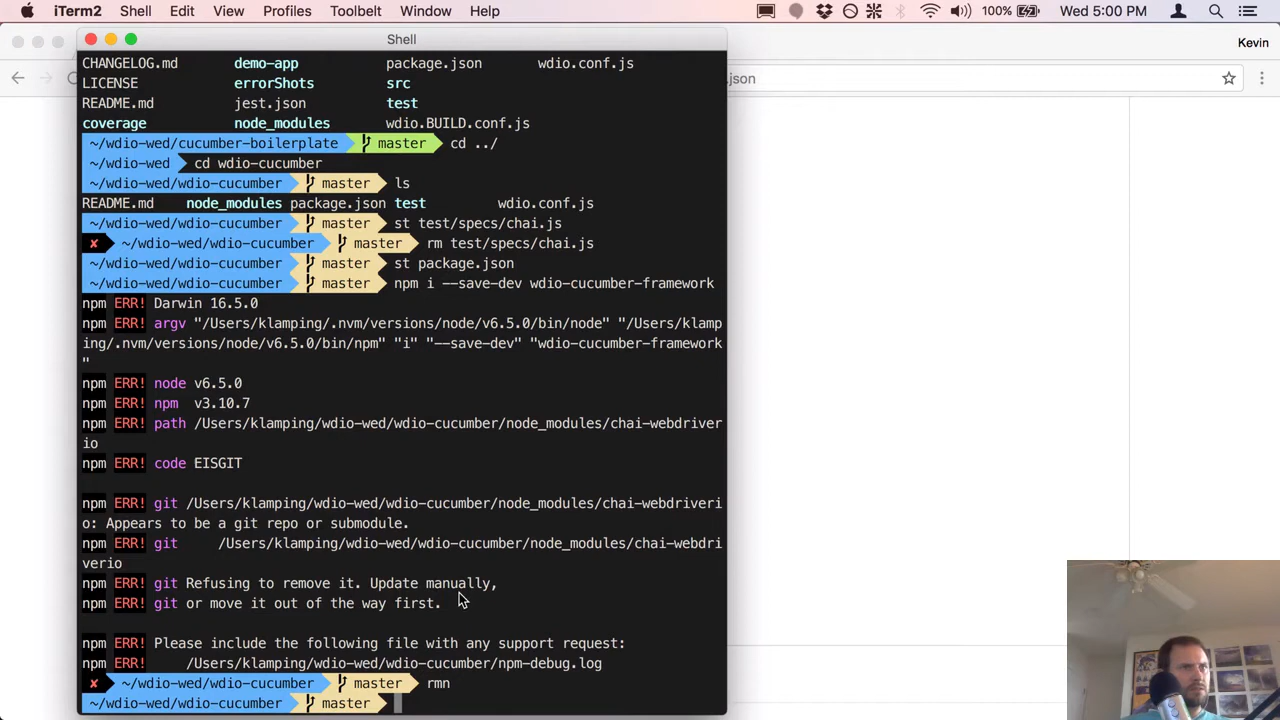 iTerm2 Shell Edit View Profiles Toolbelt Window Help 100% Wed 5:00 PM
Shell
Kevin
.json
CHANGELOG.md demo-app package.json wdio.conf.js
LICENSE errorShots src
README.md jest.json test
coverage node_modules wdio.BUILD.conf.js
~/wdio-wed/cucumber-boilerplate master cd ../
~/wdio-wed cd wdio-cucumber
~/wdio-wed/wdio-cucumber master ls
README.md node_modules package.json test wdio.conf.js
~/wdio-wed/wdio-cucumber master st test/specs/chai.js
✘ ~/wdio-wed/wdio-cucumber master rm test/specs/chai.js
~/wdio-wed/wdio-cucumber master st package.json
~/wdio-wed/wdio-cucumber master npm i --save-dev wdio-cucumber-framework
npm ERR! Darwin 16.5.0
npm ERR! argv "/Users/klamping/.nvm/versions/node/v6.5.0/bin/node" "/Users/klamp
ing/.nvm/versions/node/v6.5.0/bin/npm" "i" "--save-dev" "wdio-cucumber-framework
"
npm ERR! node v6.5.0
npm ERR! npm v3.10.7
npm ERR! path /Users/klamping/wdio-wed/wdio-cucumber/node_modules/chai-webdriver
io
npm ERR! code EISGIT
npm ERR! git /Users/klamping/wdio-wed/wdio-cucumber/node_modules/chai-webdriveri
o: Appears to be a git repo or submodule.
npm ERR! git /Users/klamping/wdio-wed/wdio-cucumber/node_modules/chai-webdri
verio
npm ERR! git Refusing to remove it. Update manually,
npm ERR! git or move it out of the way first.
npm ERR! Please include the following file with any support request:
npm ERR! /Users/klamping/wdio-wed/wdio-cucumber/npm-debug.log
✘ ~/wdio-wed/wdio-cucumber master rmn
~/wdio-wed/wdio-cucumber master